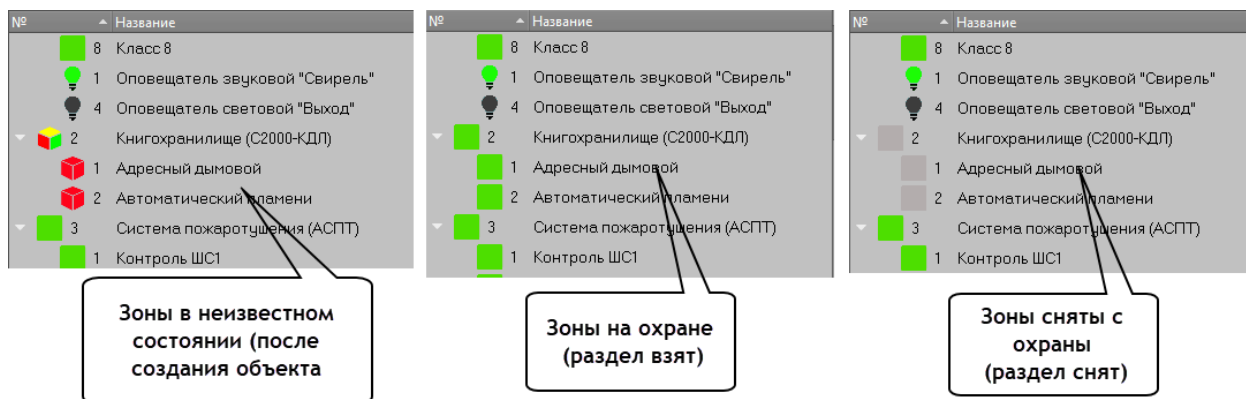 № Название
8 Класс 8
1 Оповещатель звуковой "Свирель"
4 Оповещатель световой "Выход"
2 Книгохранилище (С2000-КДЛ)
1 Адресный дымовой
2 Автоматический пламени
3 Система пожаротушения (АСПТ)
1 Контроль ШС1
Зоны в неизвестном
состоянии (после
создания объекта
№ Название
8 Класс 8
1 Оповещатель звуковой "Свирель"
4 Оповещатель световой "Выход"
2 Книгохранилище (С2000-КДЛ)
1 Адресный дымовой
2 Автоматический пламени
3 Система пожаротушения (АСПТ)
1 Контроль ШС1
Зоны на охране
(раздел взят)
№ Название
8 Класс 8
1 Оповещатель звуковой "Свирель"
4 Оповещатель световой "Выход"
2 Книгохранилище (С2000-КДЛ)
1 Адресный дымовой
2 Автоматический пламени
3 Система пожаротушения (АСПТ)
1 Контроль ШС1
Зоны сняты с
охраны
(раздел снят)